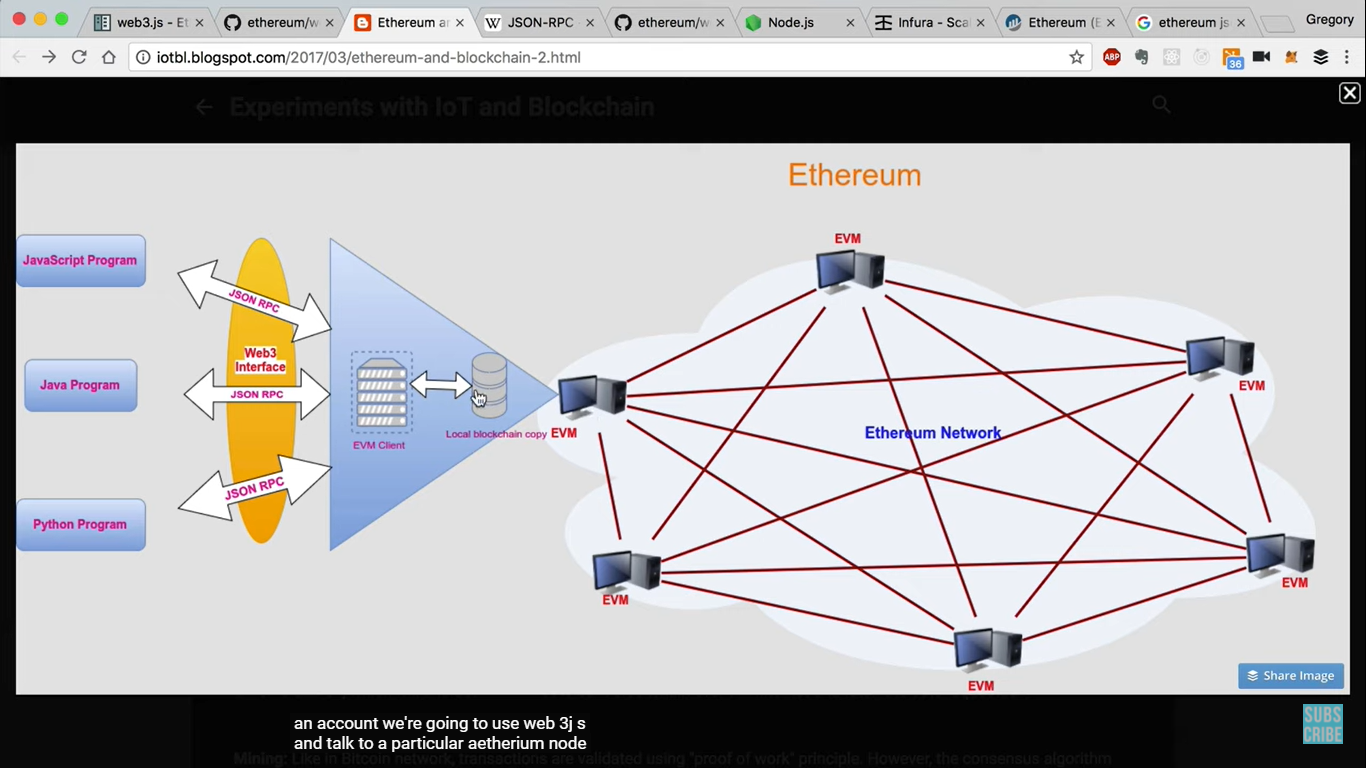 web3.js - Et
ethereum/w
Ethereum ar
JSON-RPC -
ethereum/w
Node.js
Infura - Sca
Ethereum (E
ethereum js
Gregory
iotbl.blogspot.com/2017/03/ethereum-and-blockchain-2.html
ABP
36
Experiments with IoT and Blockchain
Ethereum
JavaScript Program
Java Program
Python Program
JSON RPC
Web3
Interface
JSON RPC
JSON RPC
EVM Client
Local blockchain copy
EVM
EVM
EVM
Ethereum Network
EVM
EVM
EVM
Share Image
an account we're going to use web 3j s
and talk to a particular aetherium node
SUBS
CRIBE
Mining: Like in Bitcoin network, transactions are validated using "proof of work" principle. However, the consensus algorithm